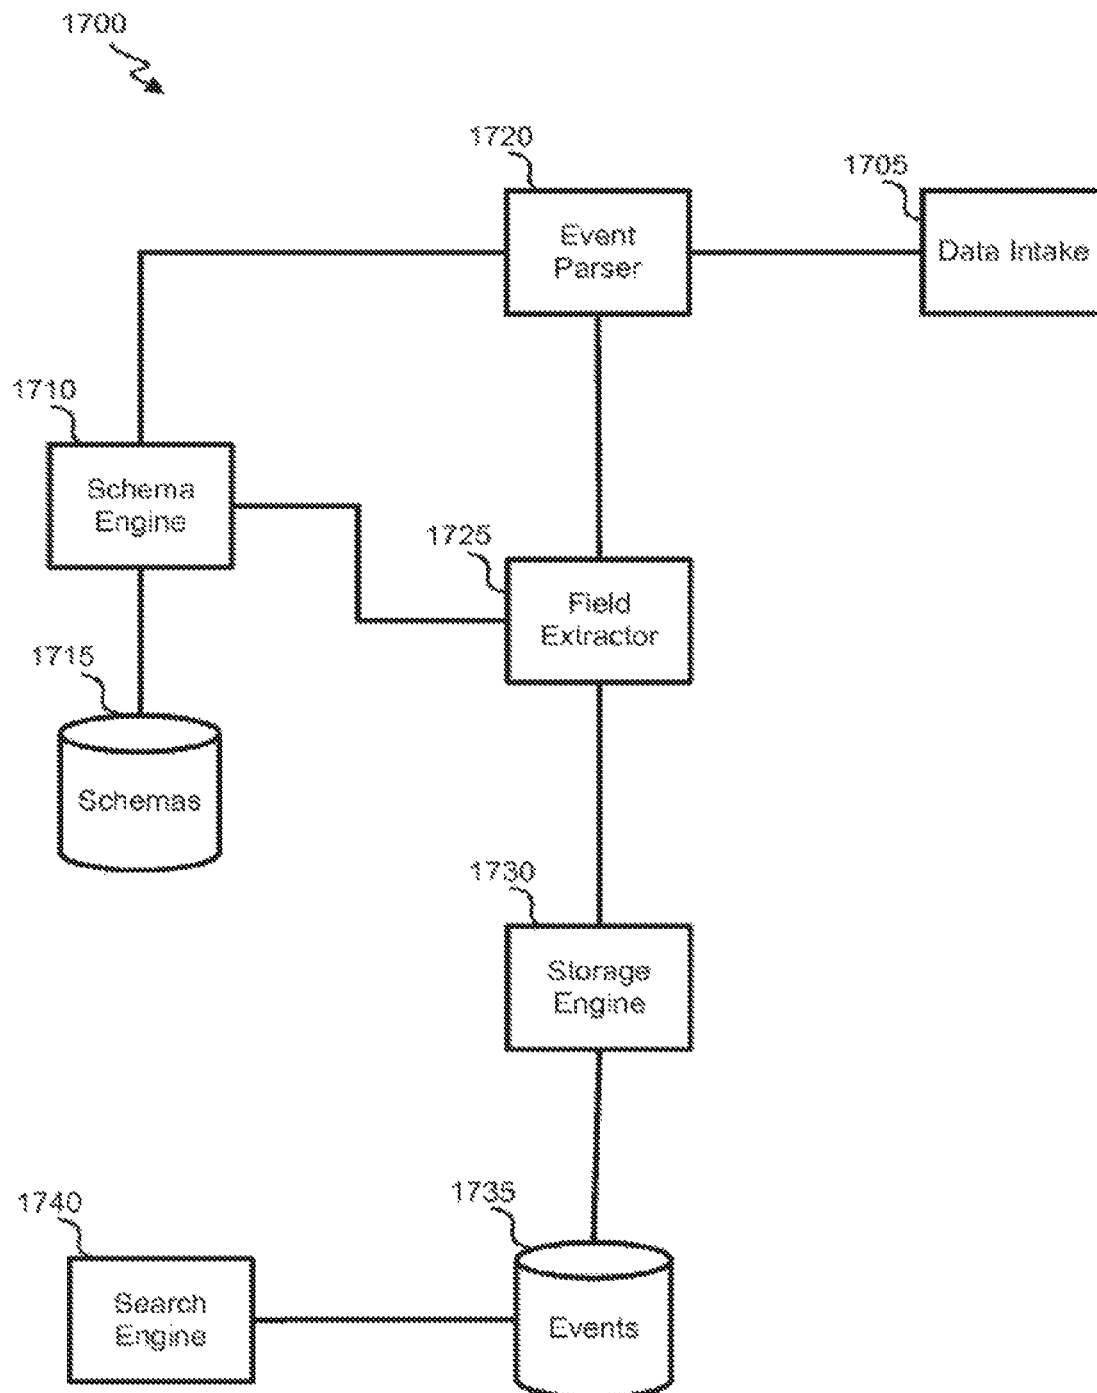 1700
1720
1705
Event
Parser
Data Intake
1710
Schema
Engine
1725
Field
Extractor
1715
Schemas
1730
Storage
Engine
1740
1735
Search
Engine
Events